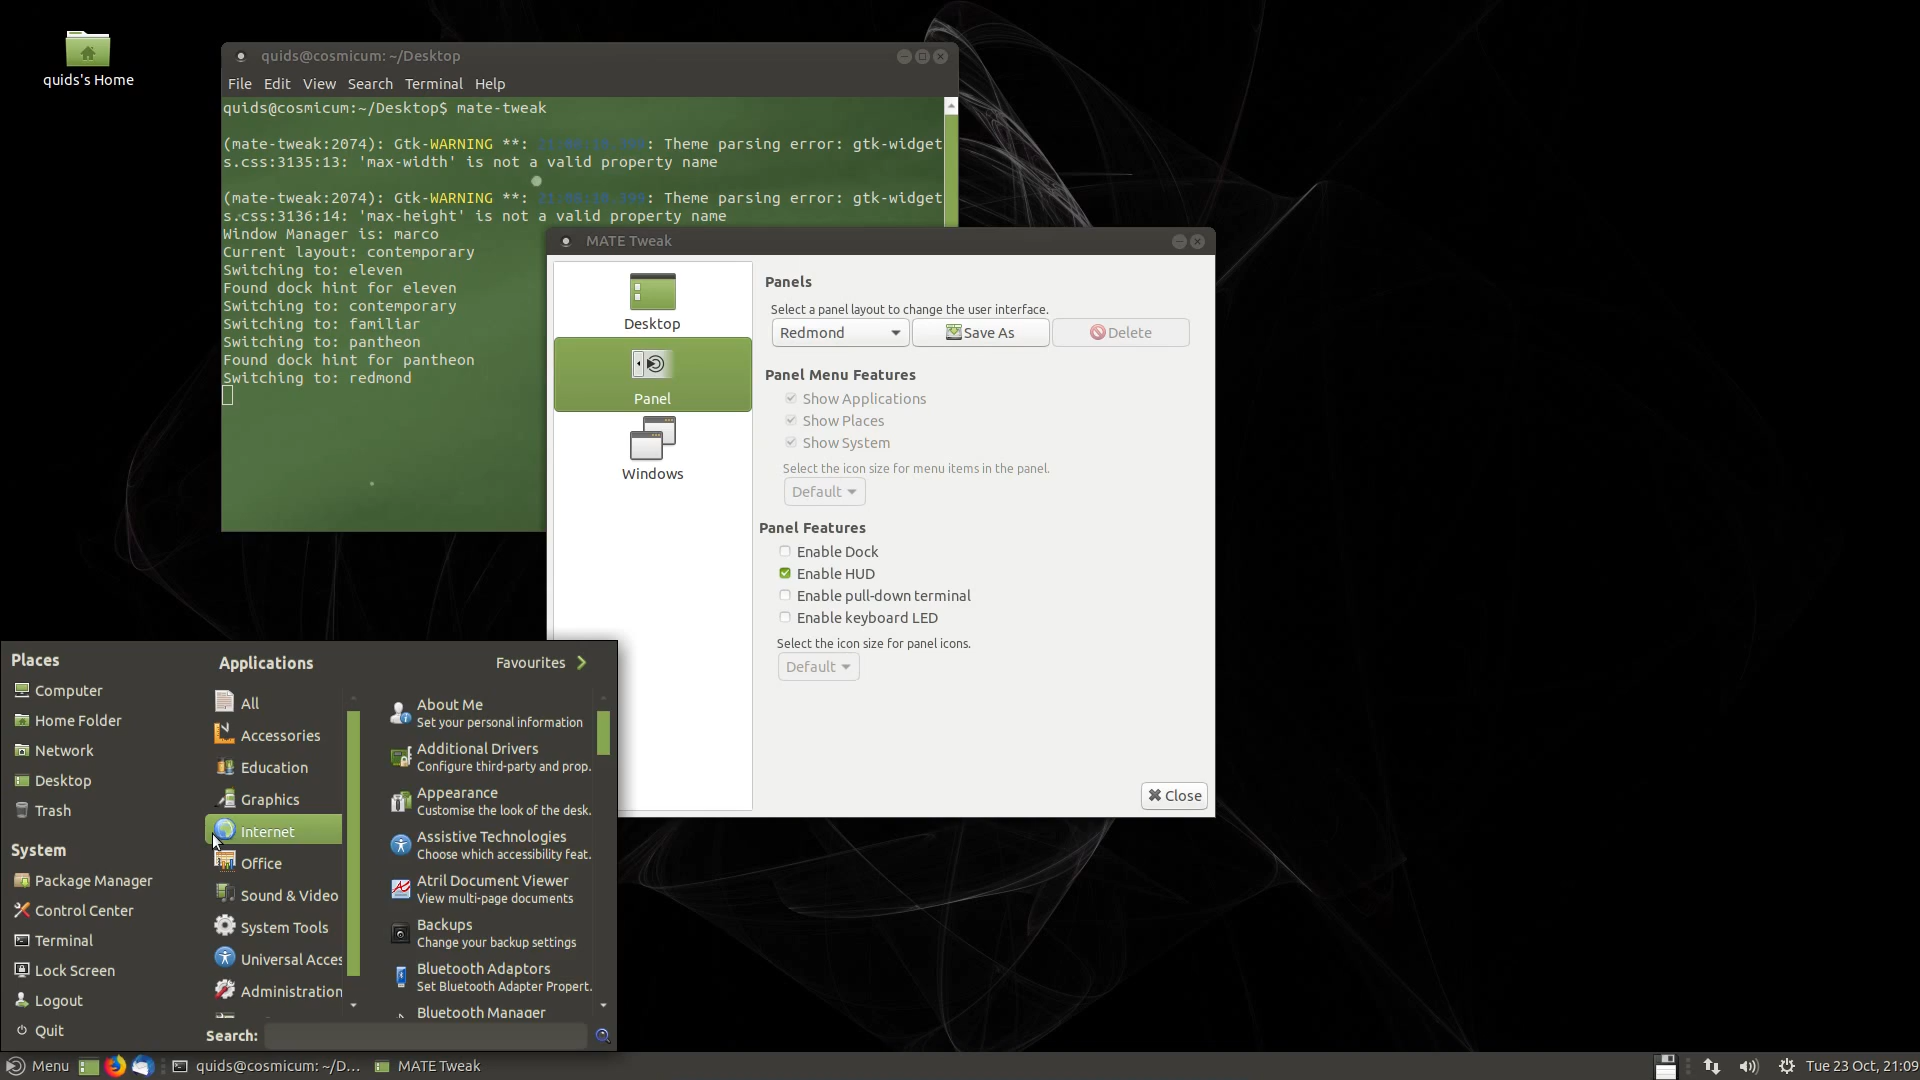 quids's Home
quids@cosmicum: ~/Desktop
File Edit View Search Terminal Help
quids@cosmicum:~/Desktop$ mate-tweak
(mate-tweak:2074): Gtk-WARNING **: : Theme parsing error: gtk-widget
s.css:3135:13: 'max-width' is not a valid property name
(mate-tweak:2074): Gtk-WARNING **: : Theme parsing error: gtk-widget
s.css:3136:14: 'max-height' is not a valid property name
Window Manager is: marco
Current layout: contemporary
Switching to: eleven
Found dock hint for eleven
Switching to: contemporary
Switching to: familiar
Switching to: pantheon
Found dock hint for pantheon
Switching to: redmond
MATE Tweak
Desktop
Panel
Windows
Panels
Select a panel layout to change the user interface.
Redmond Save As Delete
Panel Menu Features
Show Applications
Show Places
Show System
Select the icon size for menu items in the panel.
Default
Panel Features
Enable Dock
Enable HUD
Enable pull-down terminal
Enable keyboard LED
Select the icon size for panel icons.
Default
Close
Places
Computer
Home Folder
Network
Desktop
Trash
System
Package Manager
Control Center
Terminal
Lock Screen
Logout
Quit
Applications
Favourites
All
Accessories
Education
Graphics
Internet
Office
Sound & Video
System Tools
Universal Acces
Administration
About Me
Set your personal information
Additional Drivers
Configure third-party and prop.
Appearance
Customise the look of the desk.
Assistive Technologies
Choose which accessibility feat.
Atril Document Viewer
View multi-page documents
Backups
Change your backup settings
Bluetooth Adaptors
Set Bluetooth Adapter Propert.
Bluetooth Manager
Search:
Menu quids@cosmicum: ~/D... MATE Tweak Tue 23 Oct, 21:09